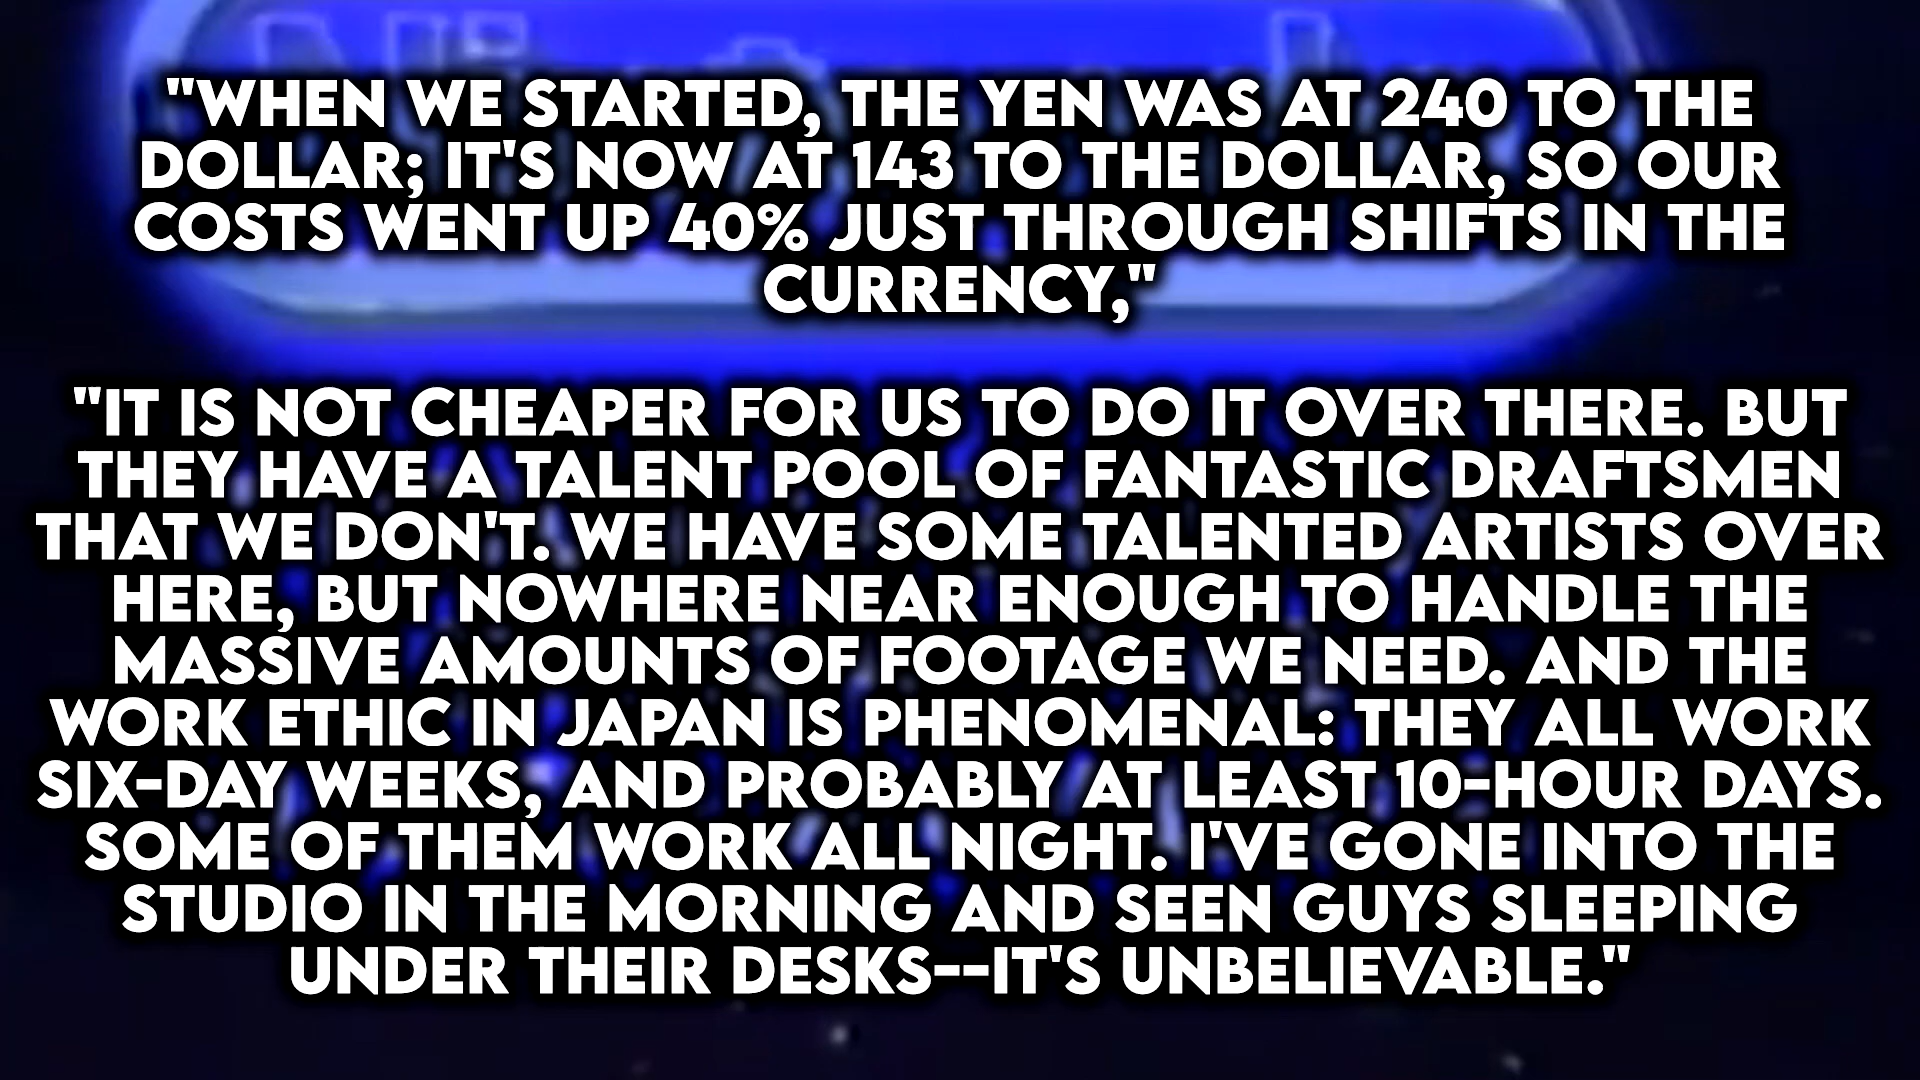 "WHEN WE STARTED, THE YEN WAS AT 240 TO THE
DOLLAR; IT'S NOW AT 143 TO THE DOLLAR, SO OUR
COSTS WENT UP 40% JUST THROUGH SHIFTS IN THE
CURRENCY,"
"IT IS NOT CHEAPER FOR US TO DO IT OVER THERE. BUT
THEY HAVE A TALENT POOL OF FANTASTIC DRAFTSMEN
THAT WE DON'T. WE HAVE SOME TALENTED ARTISTS OVER
HERE, BUT NOWHERE NEAR ENOUGH TO HANDLE THE
MASSIVE AMOUNTS OF FOOTAGE WE NEED. AND THE
WORK ETHIC IN JAPAN IS PHENOMENAL: THEY ALL WORK
SIX-DAY WEEKS, AND PROBABLY AT LEAST 10-HOUR DAYS.
SOME OF THEM WORK ALL NIGHT. I'VE GONE INTO THE
STUDIO IN THE MORNING AND SEEN GUYS SLEEPING
UNDER THEIR DESKS--IT'S UNBELIEVABLE."